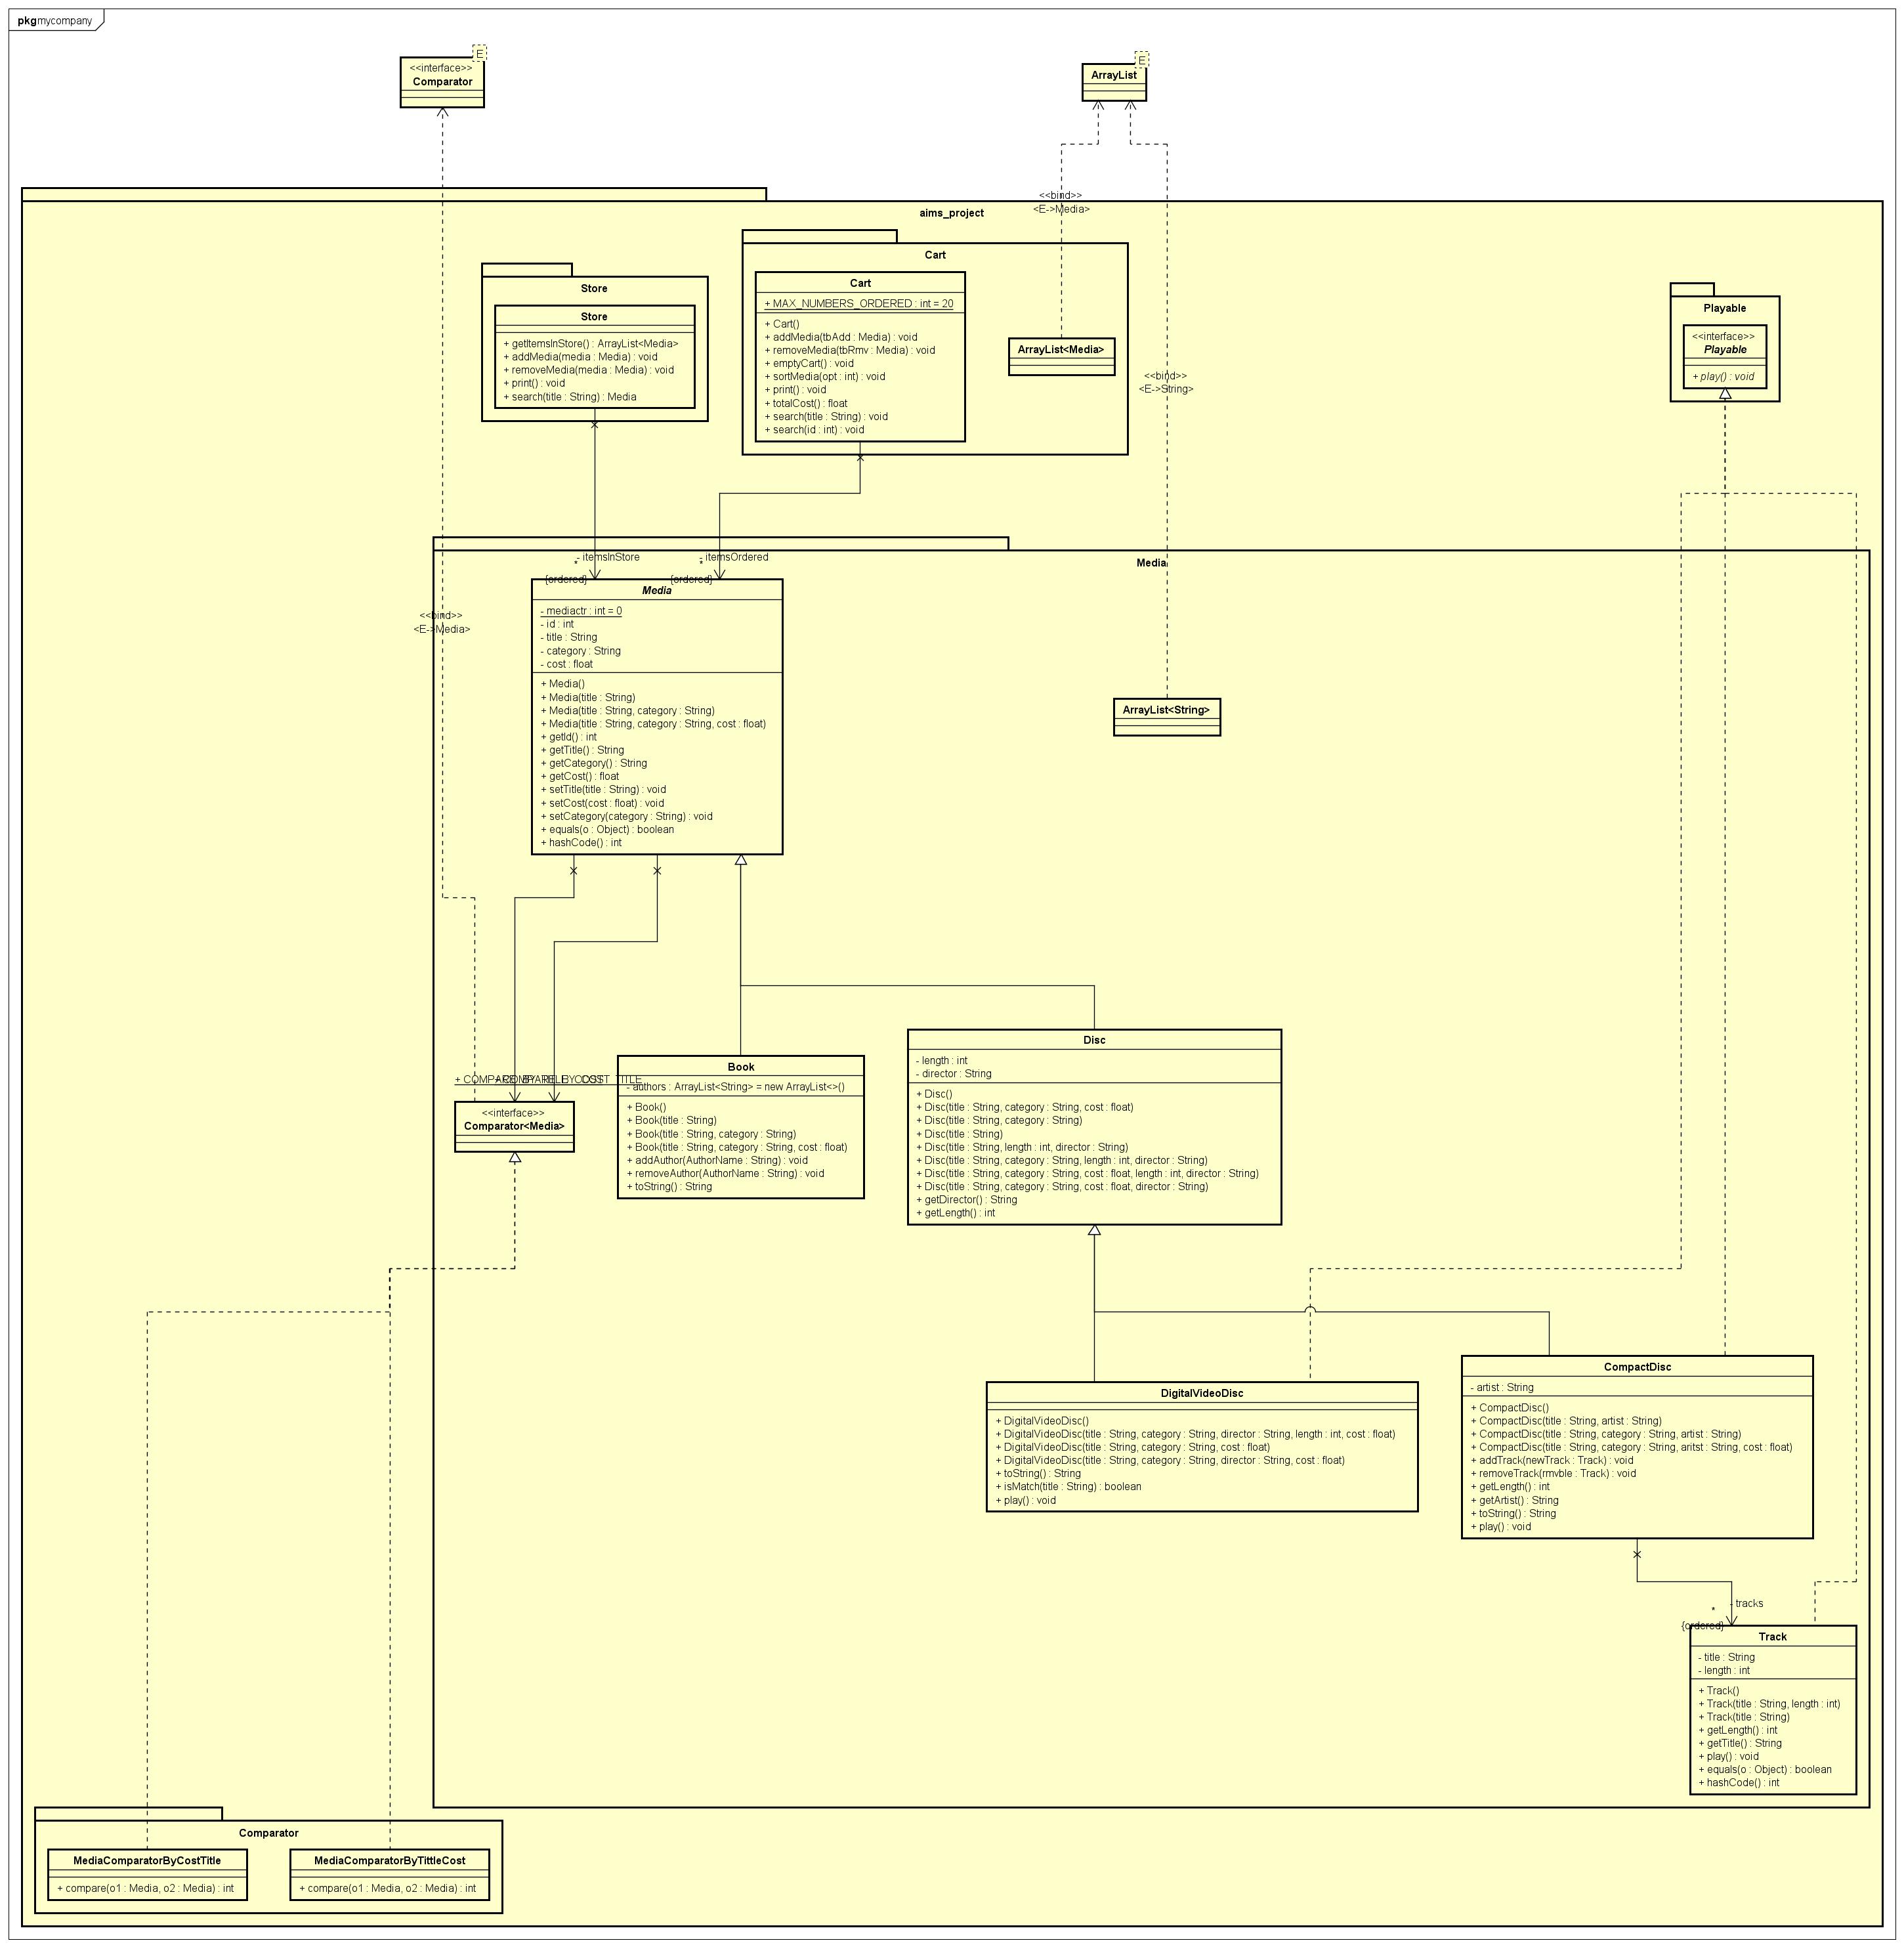 pkg mycompany
E
<<interface>>
Comparator
E
ArrayList
<<bind>>
<E->Media>
aims_project
Store
Store
+ getItemsInStore() : ArrayList<Media>
+ addMedia(media : Media) : void
+ removeMedia(media : Media) : void
+ print() : void
+ search(title : String) : Media
Cart
Cart
+ MAX_NUMBERS_ORDERED : int = 20
+ Cart()
+ addMedia(tbAdd : Media) : void
+ removeMedia(tbRmv : Media) : void
+ emptyCart() : void
+ sortMedia(opt : int) : void
+ print() : void
+ totalCost() : float
+ search(title : String) : void
+ search(id : int) : void
ArrayList<Media>
<<bind>>
<E->String>
Playable
<<interface>>
Playable
+ play() : void
- itemsInStore
*
{ordered}
- itemsOrdered
*
{ordered}
Media
Media
- mediactr : int = 0
- id : int
- title : String
- category : String
- cost : float
+ Media()
+ Media(title : String)
+ Media(title : String, category : String)
+ Media(title : String, category : String, cost : float)
+ getId() : int
+ getTitle() : String
+ getCategory() : String
+ getCost() : float
+ setTitle(title : String) : void
+ setCost(cost : float) : void
+ setCategory(category : String) : void
+ equals(o : Object) : boolean
+ hashCode() : int
<<bind>>
<E->Media>
ArrayList<String>
<<interface>>
Comparator<Media>
Book
- authors : ArrayList<String> = new ArrayList<>()
+ Book()
+ Book(title : String)
+ Book(title : String, category : String)
+ Book(title : String, category : String, cost : float)
+ addAuthor(AuthorName : String) : void
+ removeAuthor(AuthorName : String) : void
+ toString() : String
Disc
- length : int
- director : String
+ Disc()
+ Disc(title : String, category : String, cost : float)
+ Disc(title : String, category : String)
+ Disc(title : String)
+ Disc(title : String, length : int, director : String)
+ Disc(title : String, category : String, length : int, director : String)
+ Disc(title : String, category : String, cost : float, length : int, director : String)
+ Disc(title : String, category : String, cost : float, director : String)
+ getDirector() : String
+ getLength() : int
DigitalVideoDisc
+ DigitalVideoDisc()
+ DigitalVideoDisc(title : String, category : String, director : String, length : int, cost : float)
+ DigitalVideoDisc(title : String, category : String, cost : float)
+ DigitalVideoDisc(title : String, category : String, director : String, cost : float)
+ toString() : String
+ isMatch(title : String) : boolean
+ play() : void
CompactDisc
- artist : String
+ CompactDisc()
+ CompactDisc(title : String, artist : String)
+ CompactDisc(title : String, category : String, artist : String)
+ CompactDisc(title : String, category : String, aritst : String, cost : float)
+ addTrack(newTrack : Track) : void
+ removeTrack(rmvble : Track) : void
+ getLength() : int
+ getArtist() : String
+ toString() : String
+ play() : void
- tracks
*
{ordered}
Track
- title : String
- length : int
+ Track()
+ Track(title : String, length : int)
+ Track(title : String)
+ getLength() : int
+ getTitle() : String
+ play() : void
+ equals(o : Object) : boolean
+ hashCode() : int
Comparator
MediaComparatorByCostTitle
+ compare(o1 : Media, o2 : Media) : int
MediaComparatorByTittleCost
+ compare(o1 : Media, o2 : Media) : int